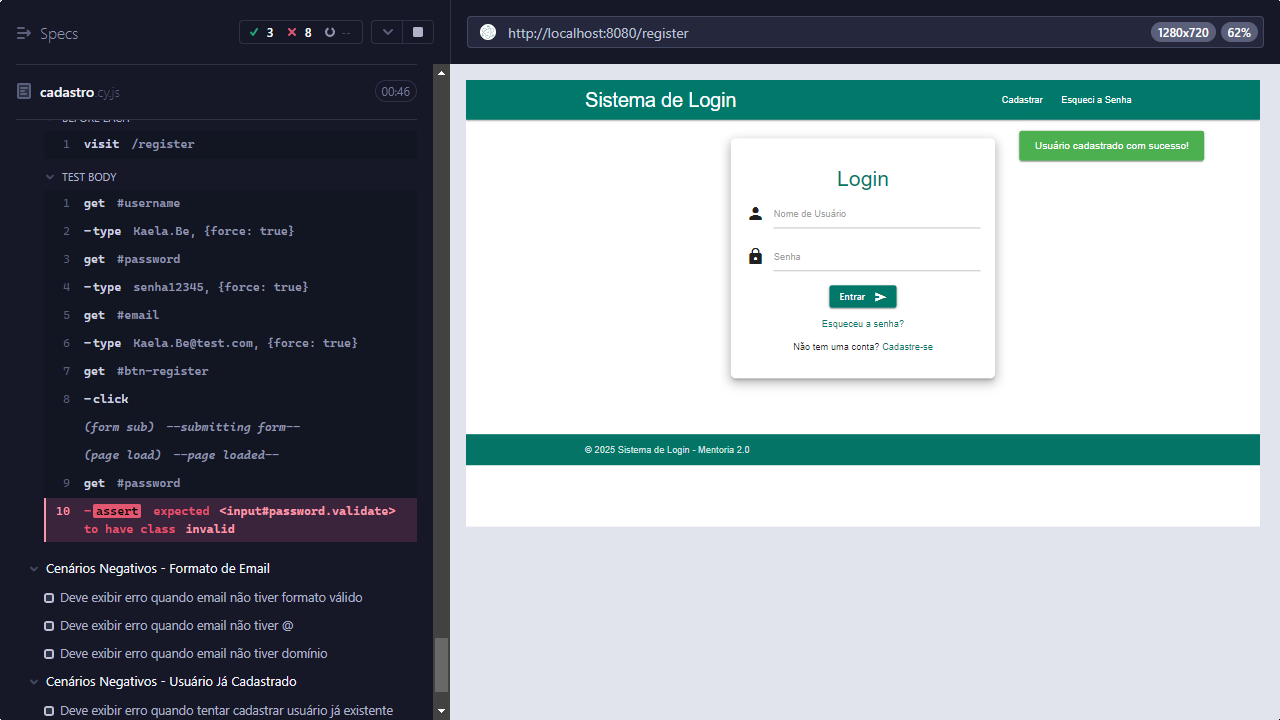 Specs
3
8
--
http://localhost:8080/register
1280x720
62%
cadastro cy.js
00:46
BEFORE EACH
1 visit /register
TEST BODY
1 get #username
2 -type Kaela.Be, {force: true}
3 get #password
4 -type senha12345, {force: true}
5 get #email
6 -type Kaela.Be@test.com, {force: true}
7 get #btn-register
8 -click
(form sub) --submitting form--
(page load) --page loaded--
9 get #password
10 -assert expected <input#password.validate>
to have class invalid
Cenários Negativos - Formato de Email
Deve exibir erro quando email não tiver formato válido
Deve exibir erro quando email não tiver @
Deve exibir erro quando email não tiver domínio
Cenários Negativos - Usuário Já Cadastrado
Deve exibir erro quando tentar cadastrar usuário já existente
Sistema de Login
Cadastrar
Esqueci a Senha
Usuário cadastrado com sucesso!
Login
Nome de Usuário
Senha
Entrar
Esqueceu a senha?
Não tem uma conta? Cadastre-se
© 2025 Sistema de Login - Mentoria 2.0